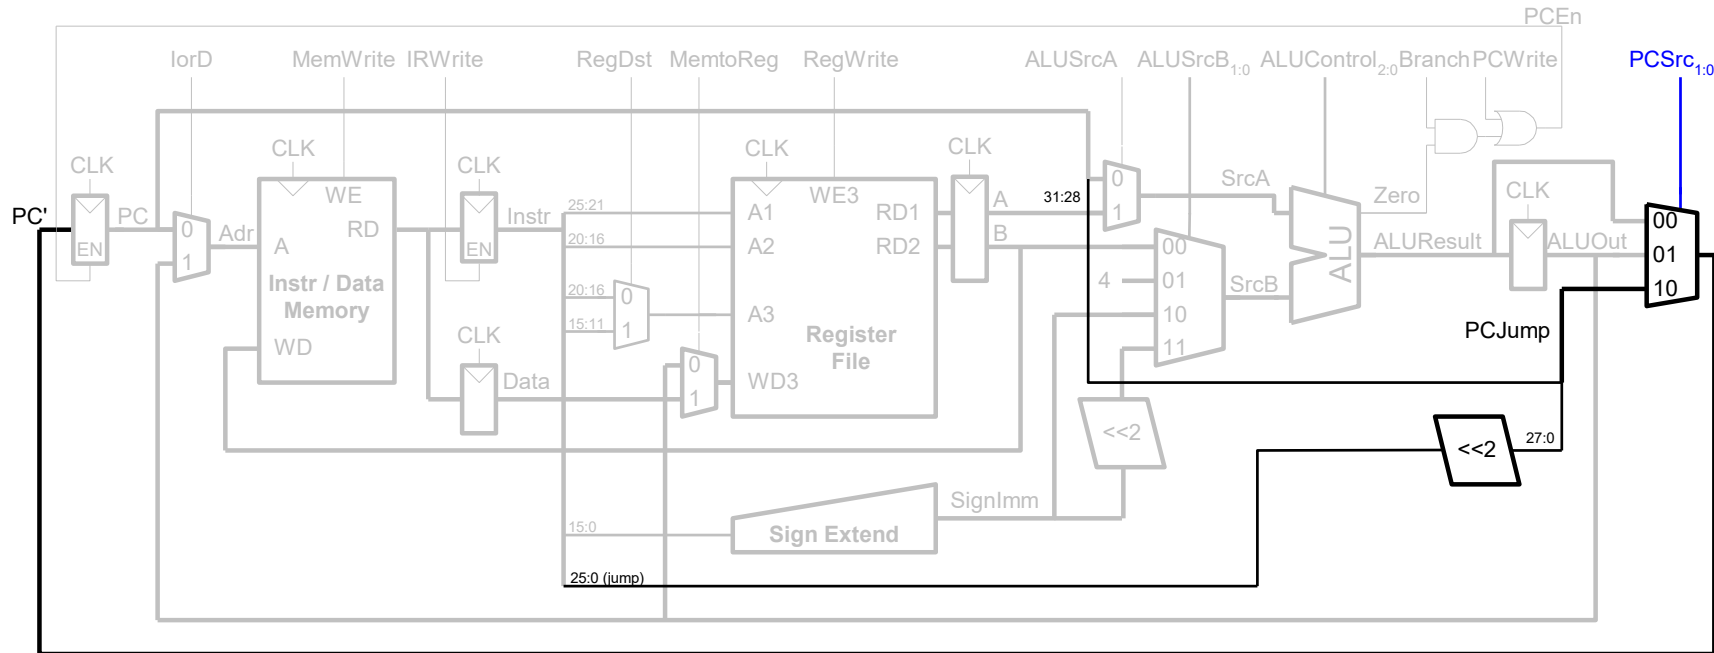 PCEn
IorD MemWrite IRWrite RegDst MemtoReg RegWrite ALUSrcA ALUSrcB1:0 ALUControl2:0 Branch PCWrite PCSrc1:0
CLK CLK CLK CLK CLK
CLK
0 SrcA
WE WE3 31:28 Zero
PC' PC Instr 25:21 A1 RD1 A 1 00
EN 0 Adr RD EN
A 20:16 A2 RD2 B 00 ALU ALUResult ALUOut 01
1
Instr / Data
Memory
20:16 0 4 01 SrcB 10
15:11 1 A3 10
Register
File
PCJump
WD CLK 11
Data 0 WD3
1
<<2 <<2 27:0
SignImm
15:0 Sign Extend
25:0 (jump)